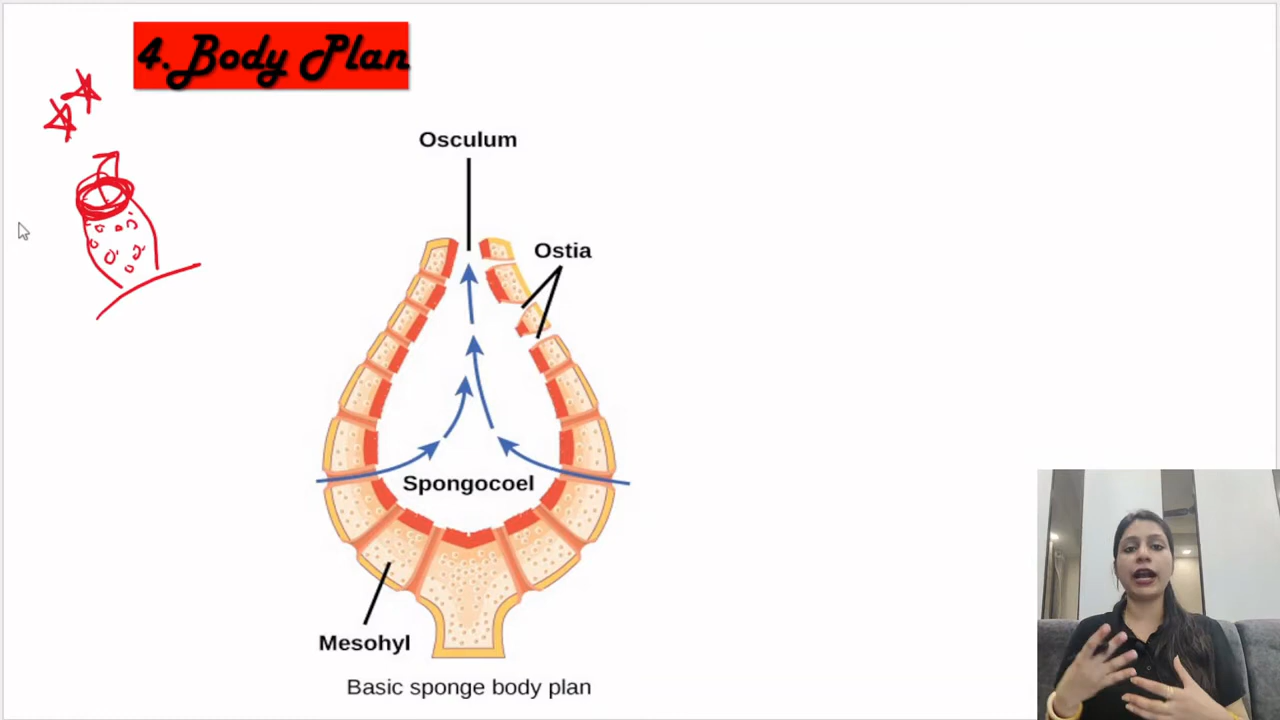 4. Body Plan
Osculum
Ostia
Spongocoel
Mesohyl
Basic sponge body plan